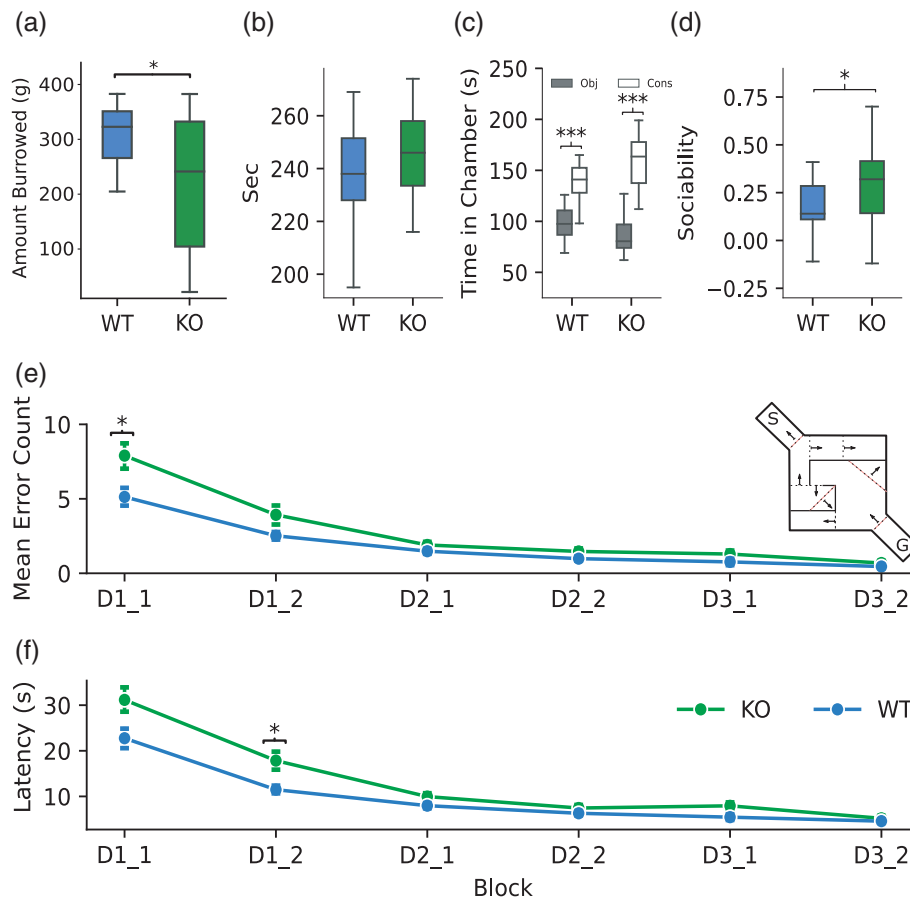 (a)
Amount Burrowed (g)
400
300
200
100
*
WT KO
(b)
Sec
260
240
220
200
WT KO
(c)
Time in Chamber (s)
250
200
150
100
50
Obj Cons
***
***
WT KO
(d)
Sociability
0.75
0.50
0.25
0.00
−0.25
*
WT KO
(e)
Mean Error Count
10
5
0
*
S
G
D1_1 D1_2 D2_1 D2_2 D3_1 D3_2
(f)
Latency (s)
30
20
10
*
KO WT
D1_1 D1_2 D2_1 D2_2 D3_1 D3_2
Block